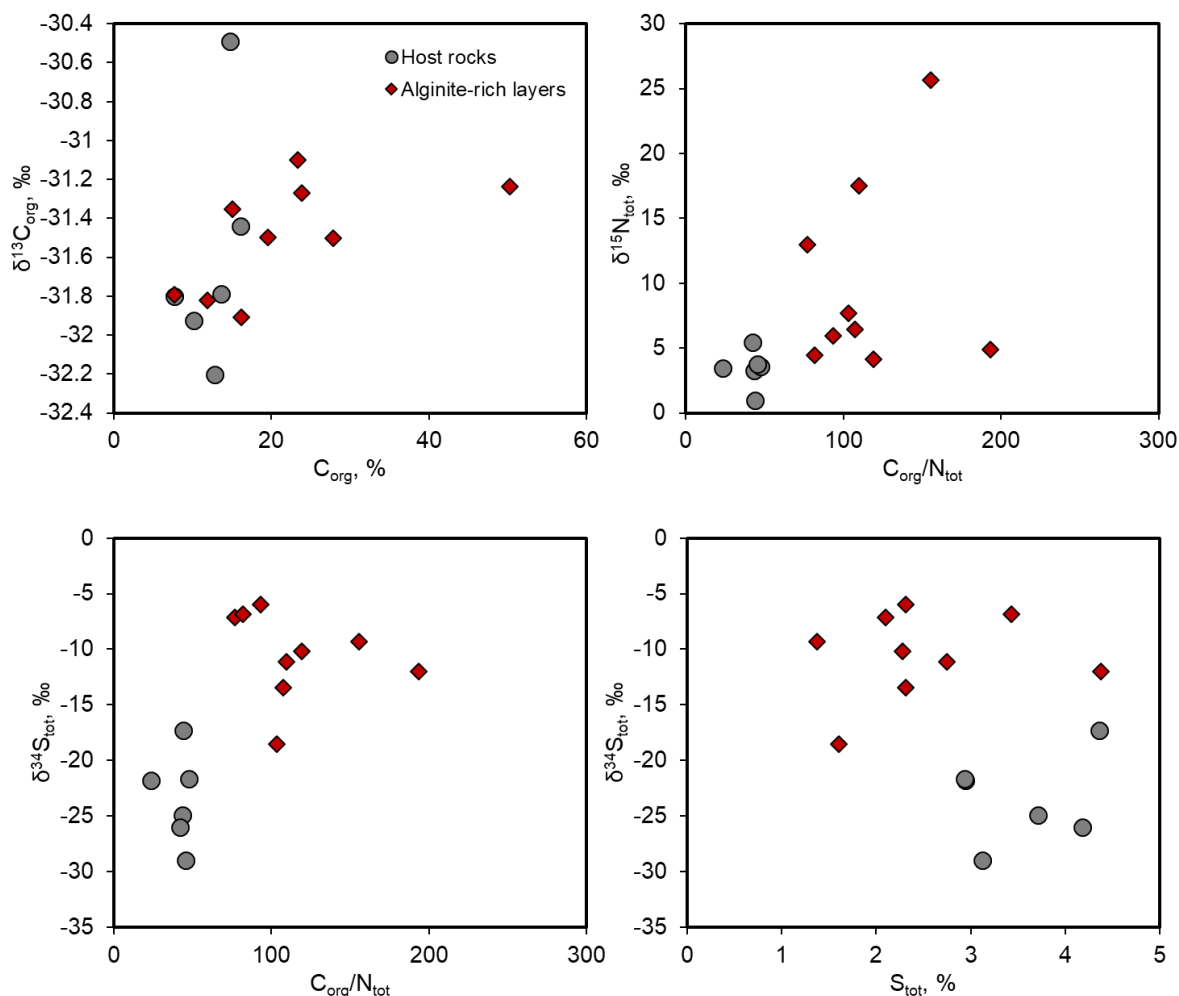 -30.4
-30.6
-30.8
-31
-31.2
-31.4
-31.6
-31.8
-32
-32.2
-32.4
δ13Corg, ‰
Host rocks
Alginite-rich layers
0 20 40 60
Corg, %
30
25
20
15
10
5
0
δ15Ntot, ‰
0 100 200 300
Corg/Ntot
0
-5
-10
-15
-20
-25
-30
-35
δ34Stot, ‰
0 100 200 300
Corg/Ntot
0
-5
-10
-15
-20
-25
-30
-35
δ34Stot, ‰
0 1 2 3 4 5
Stot, %